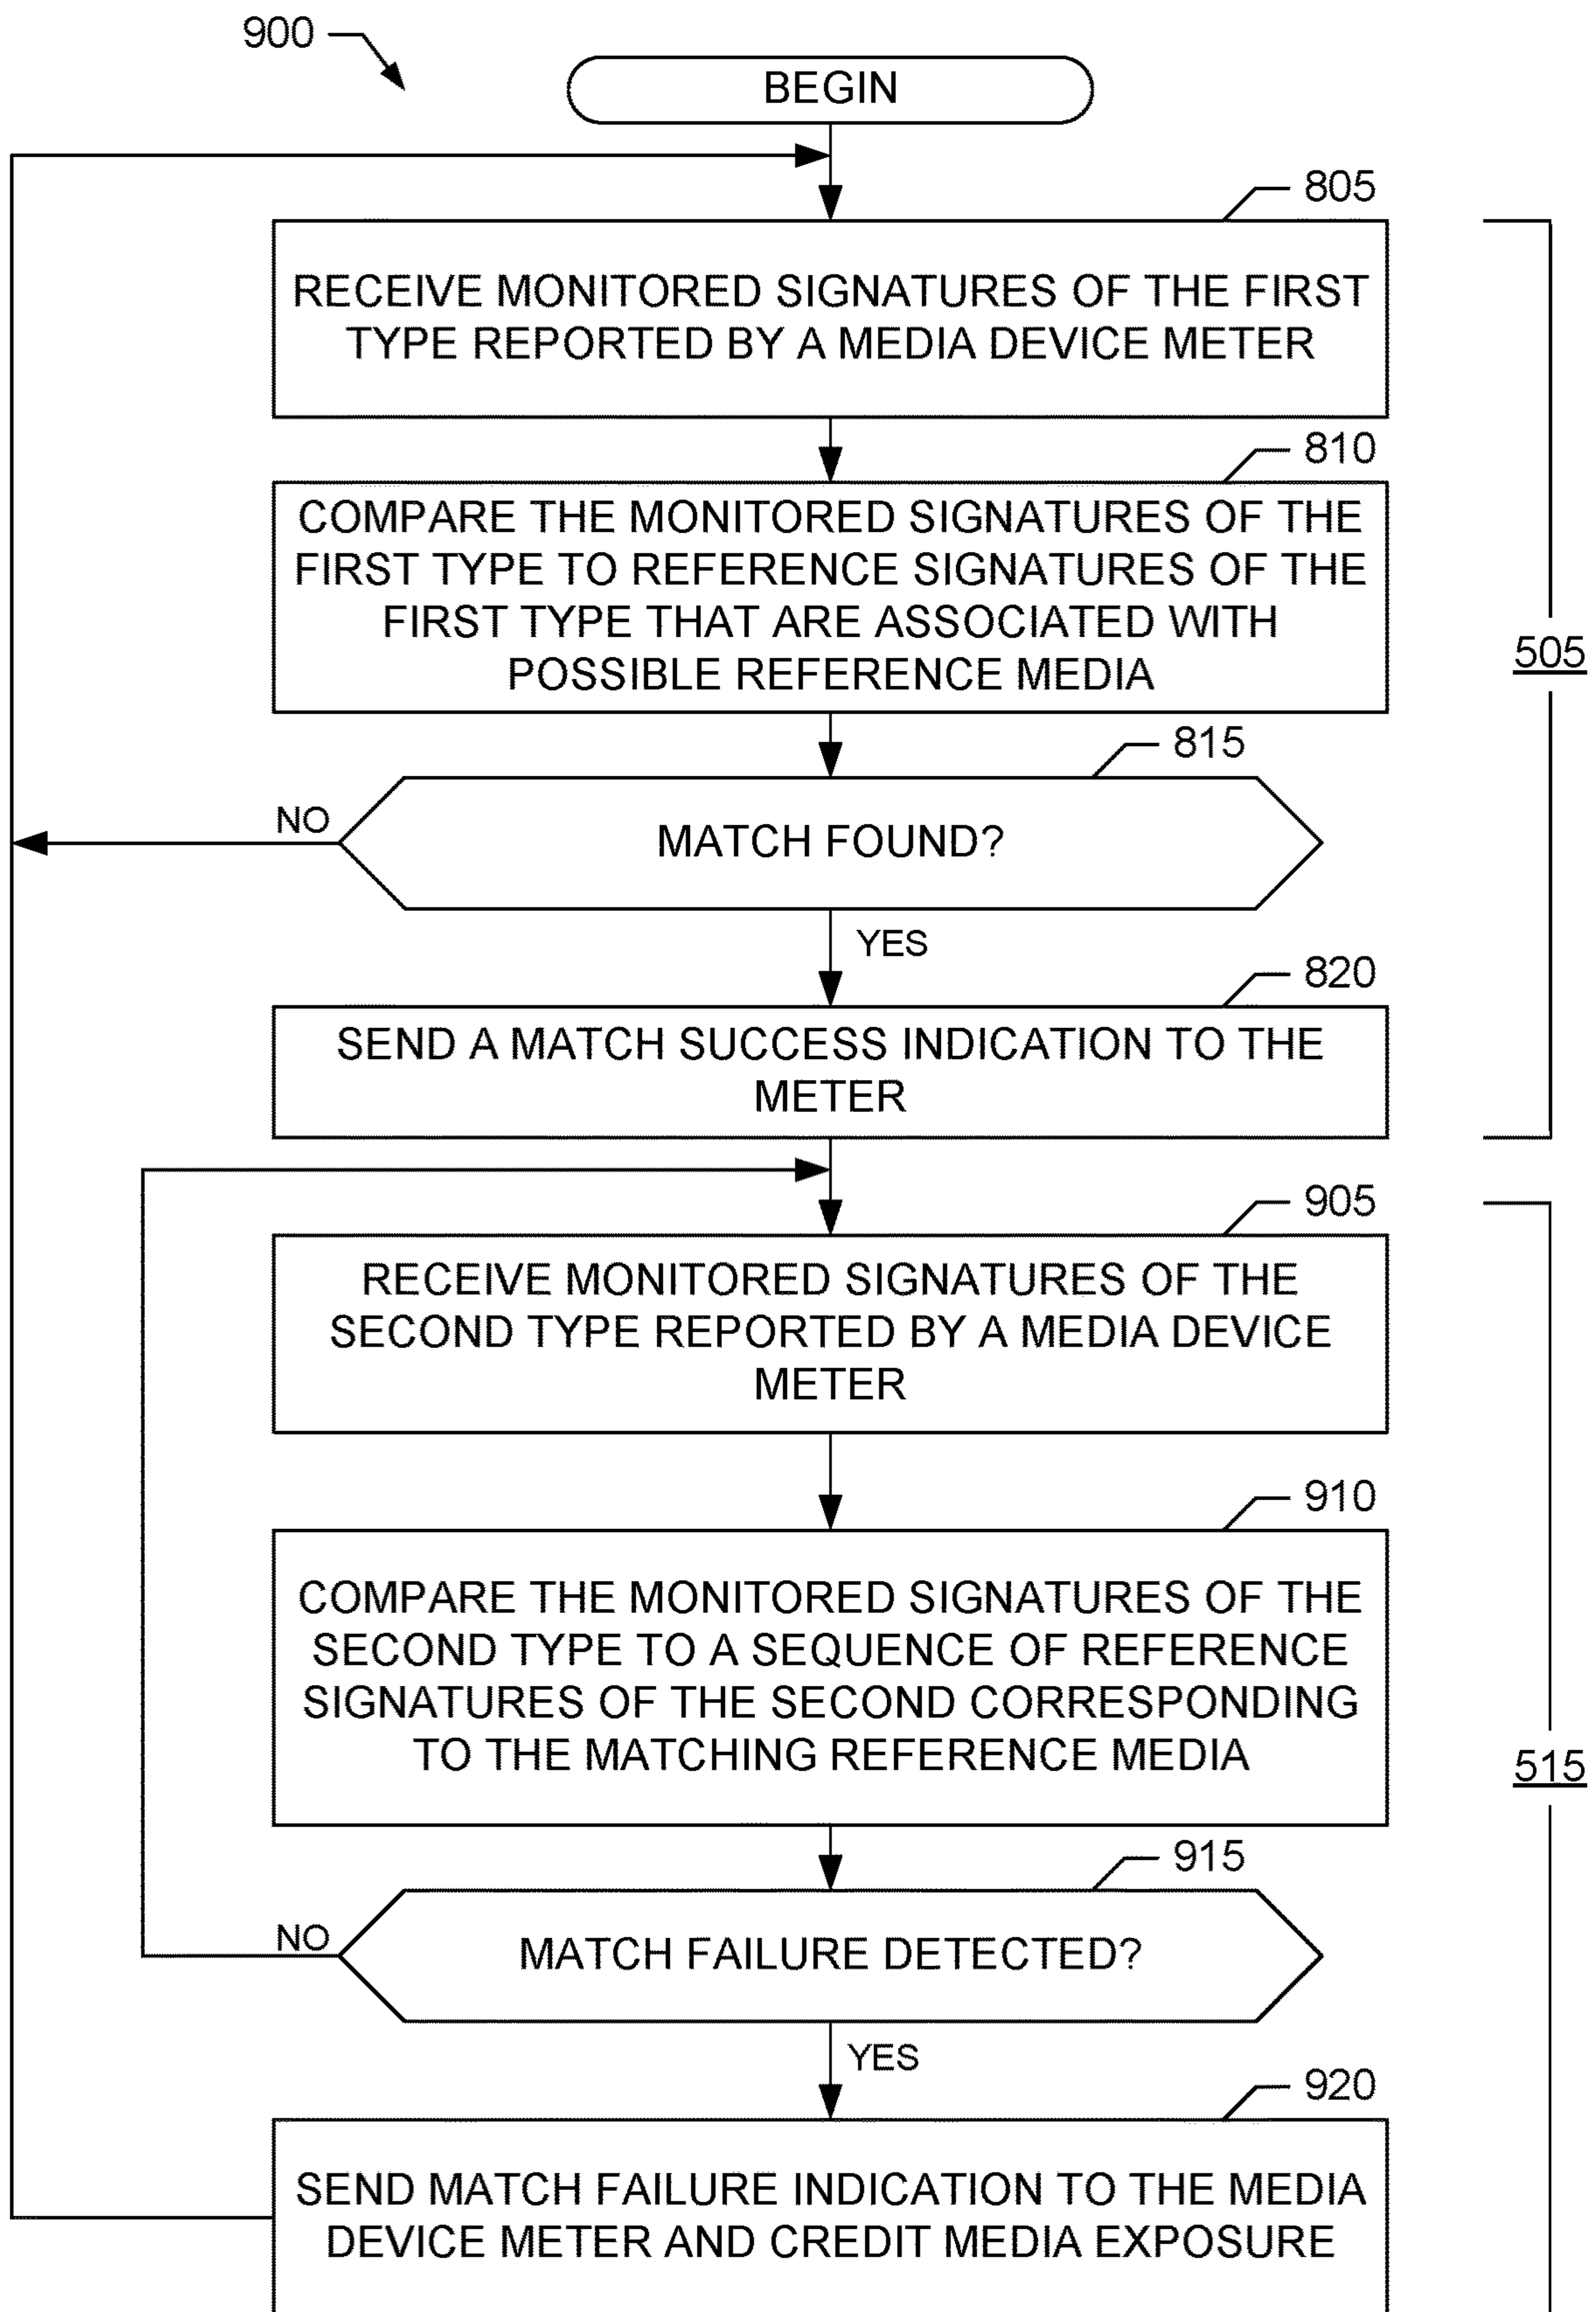 900
BEGIN
805
RECEIVE MONITORED SIGNATURES OF THE FIRST
TYPE REPORTED BY A MEDIA DEVICE METER
810
COMPARE THE MONITORED SIGNATURES OF THE
FIRST TYPE TO REFERENCE SIGNATURES OF THE
FIRST TYPE THAT ARE ASSOCIATED WITH
POSSIBLE REFERENCE MEDIA
505
815
NO
MATCH FOUND?
YES
820
SEND A MATCH SUCCESS INDICATION TO THE
METER
905
RECEIVE MONITORED SIGNATURES OF THE
SECOND TYPE REPORTED BY A MEDIA DEVICE
METER
910
COMPARE THE MONITORED SIGNATURES OF THE
SECOND TYPE TO A SEQUENCE OF REFERENCE
SIGNATURES OF THE SECOND CORRESPONDING
TO THE MATCHING REFERENCE MEDIA
515
915
NO
MATCH FAILURE DETECTED?
YES
920
SEND MATCH FAILURE INDICATION TO THE MEDIA
DEVICE METER AND CREDIT MEDIA EXPOSURE